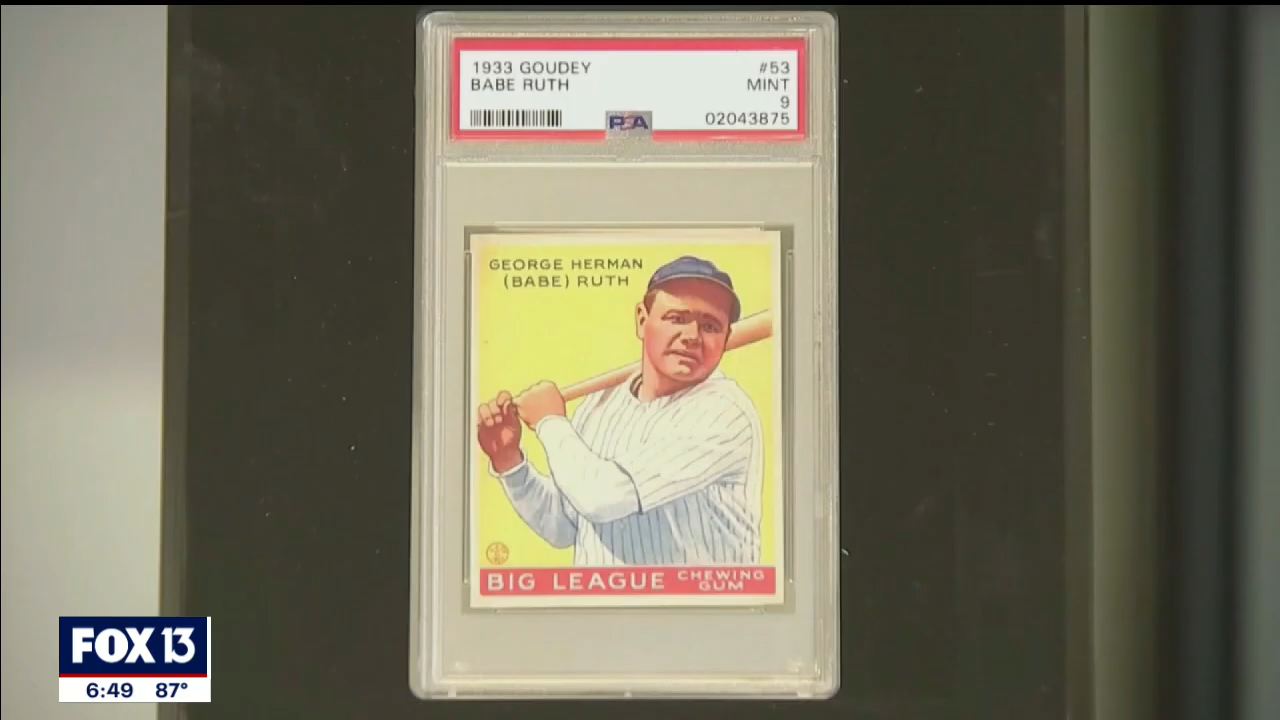 1933 GOUDEY #53
BABE RUTH MINT
9
PSA 02043875
GEORGE HERMAN
(BABE) RUTH
BIG LEAGUE CHEWING
GUM
FOX 13
6:49 87°